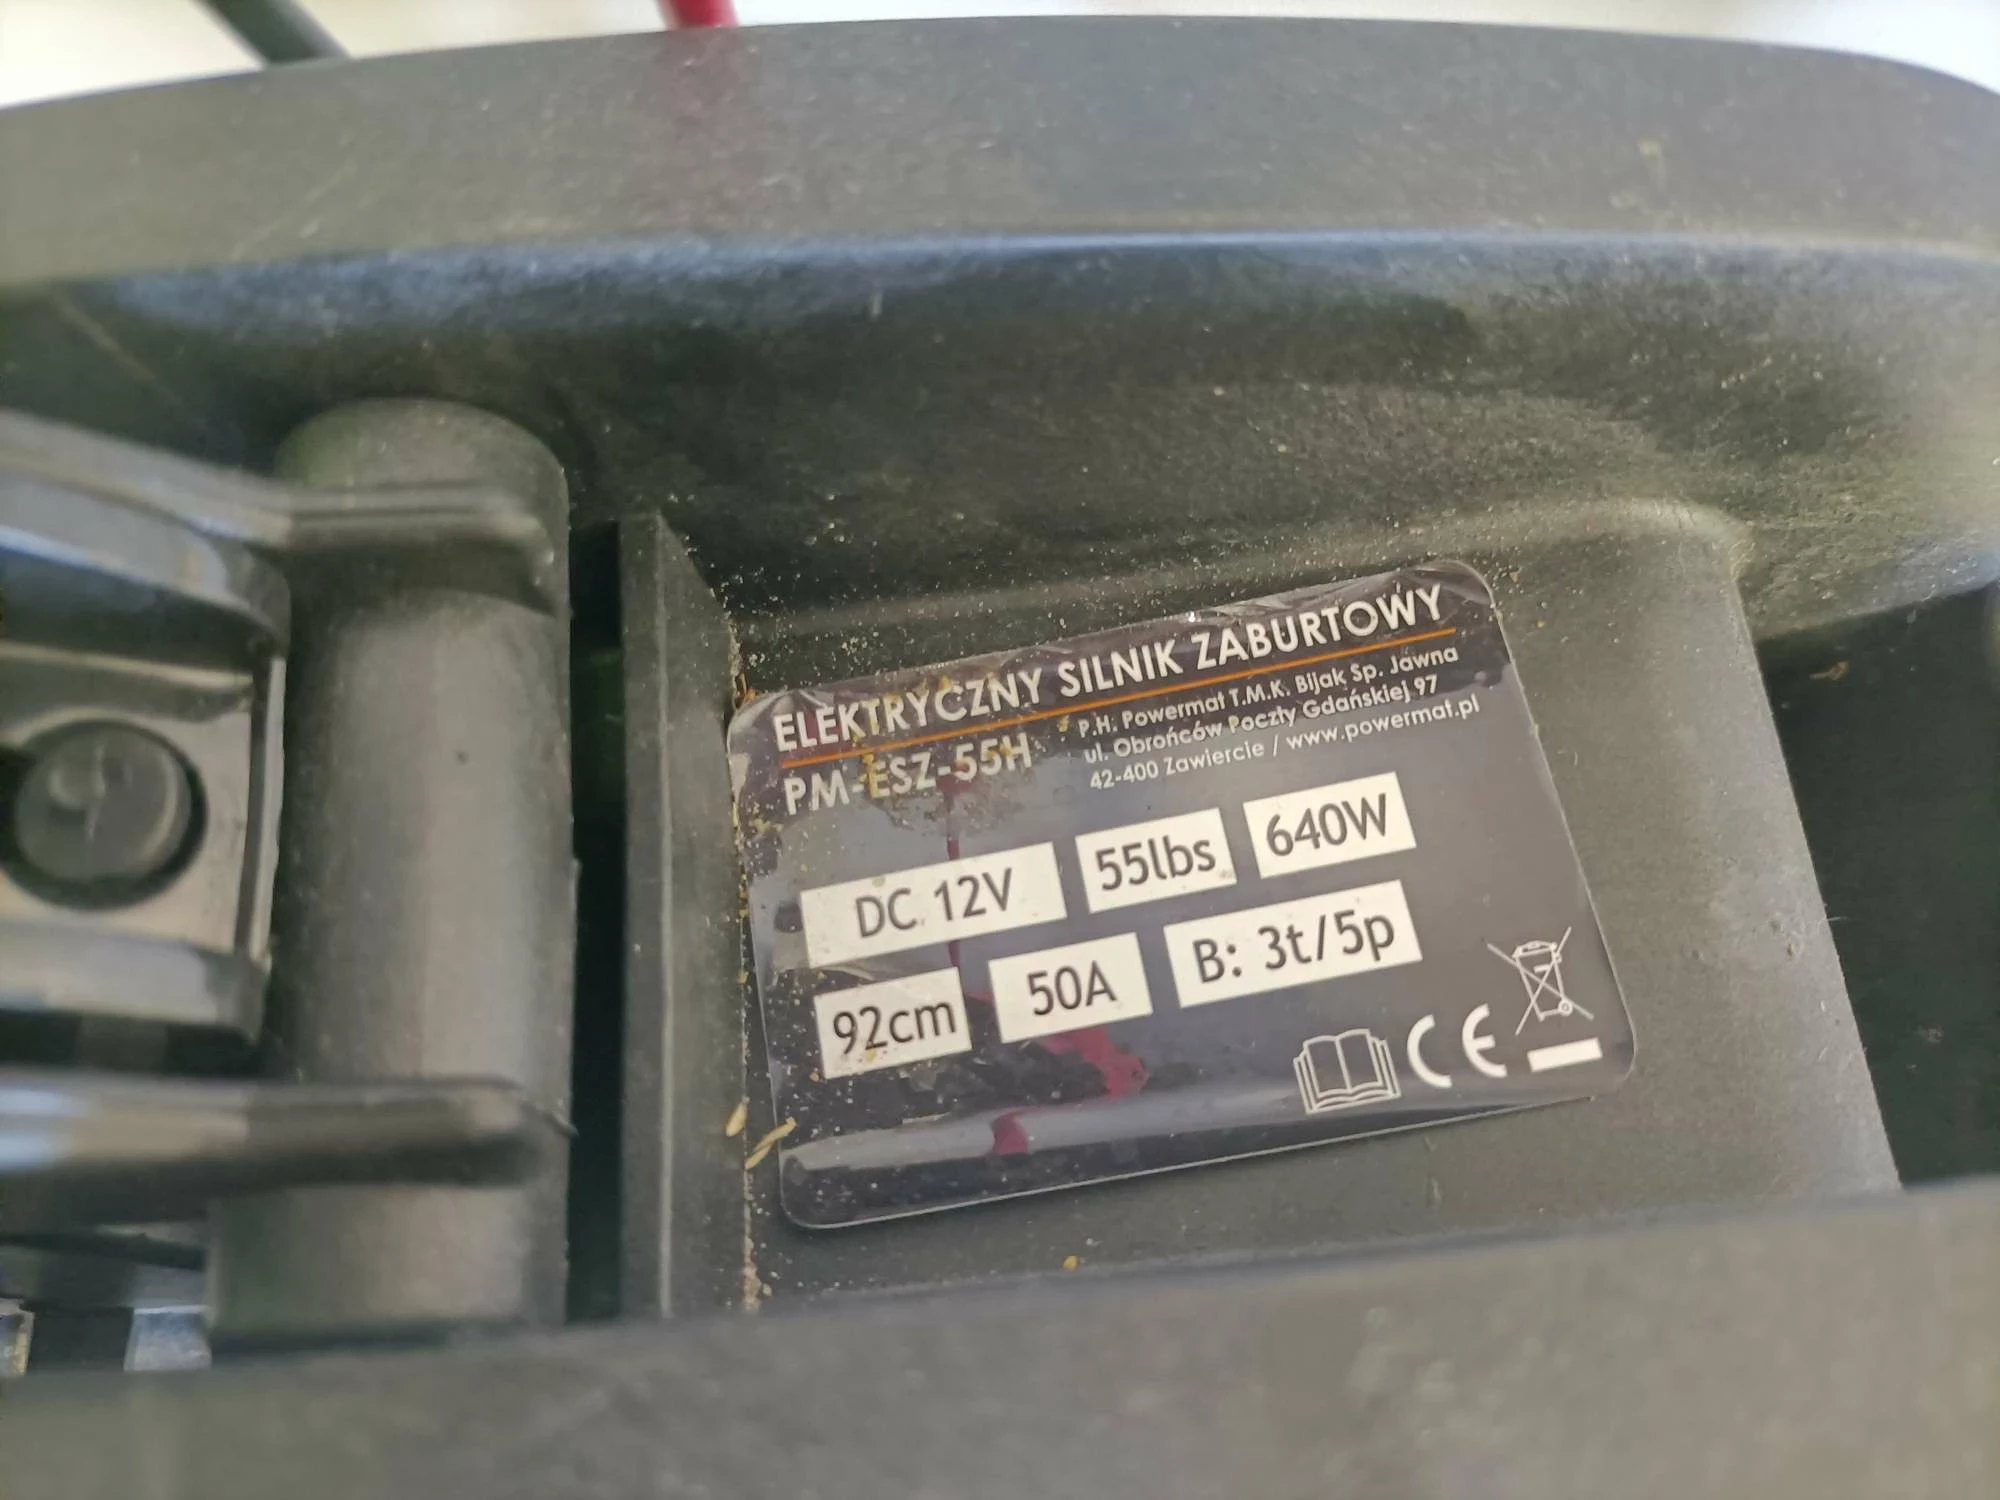 ELEKTRYCZNY SILNIK ZABURTOWY
PM-ESZ-55H
P.H. Powermat T.M.K. Bijak Sp. Jawna
ul. Obrońców Poczty Gdańskiej 97
42-400 Zawiercie / www.powermat.pl
DC 12V 55lbs 640W
92cm 50A B: 3t/5p
CE